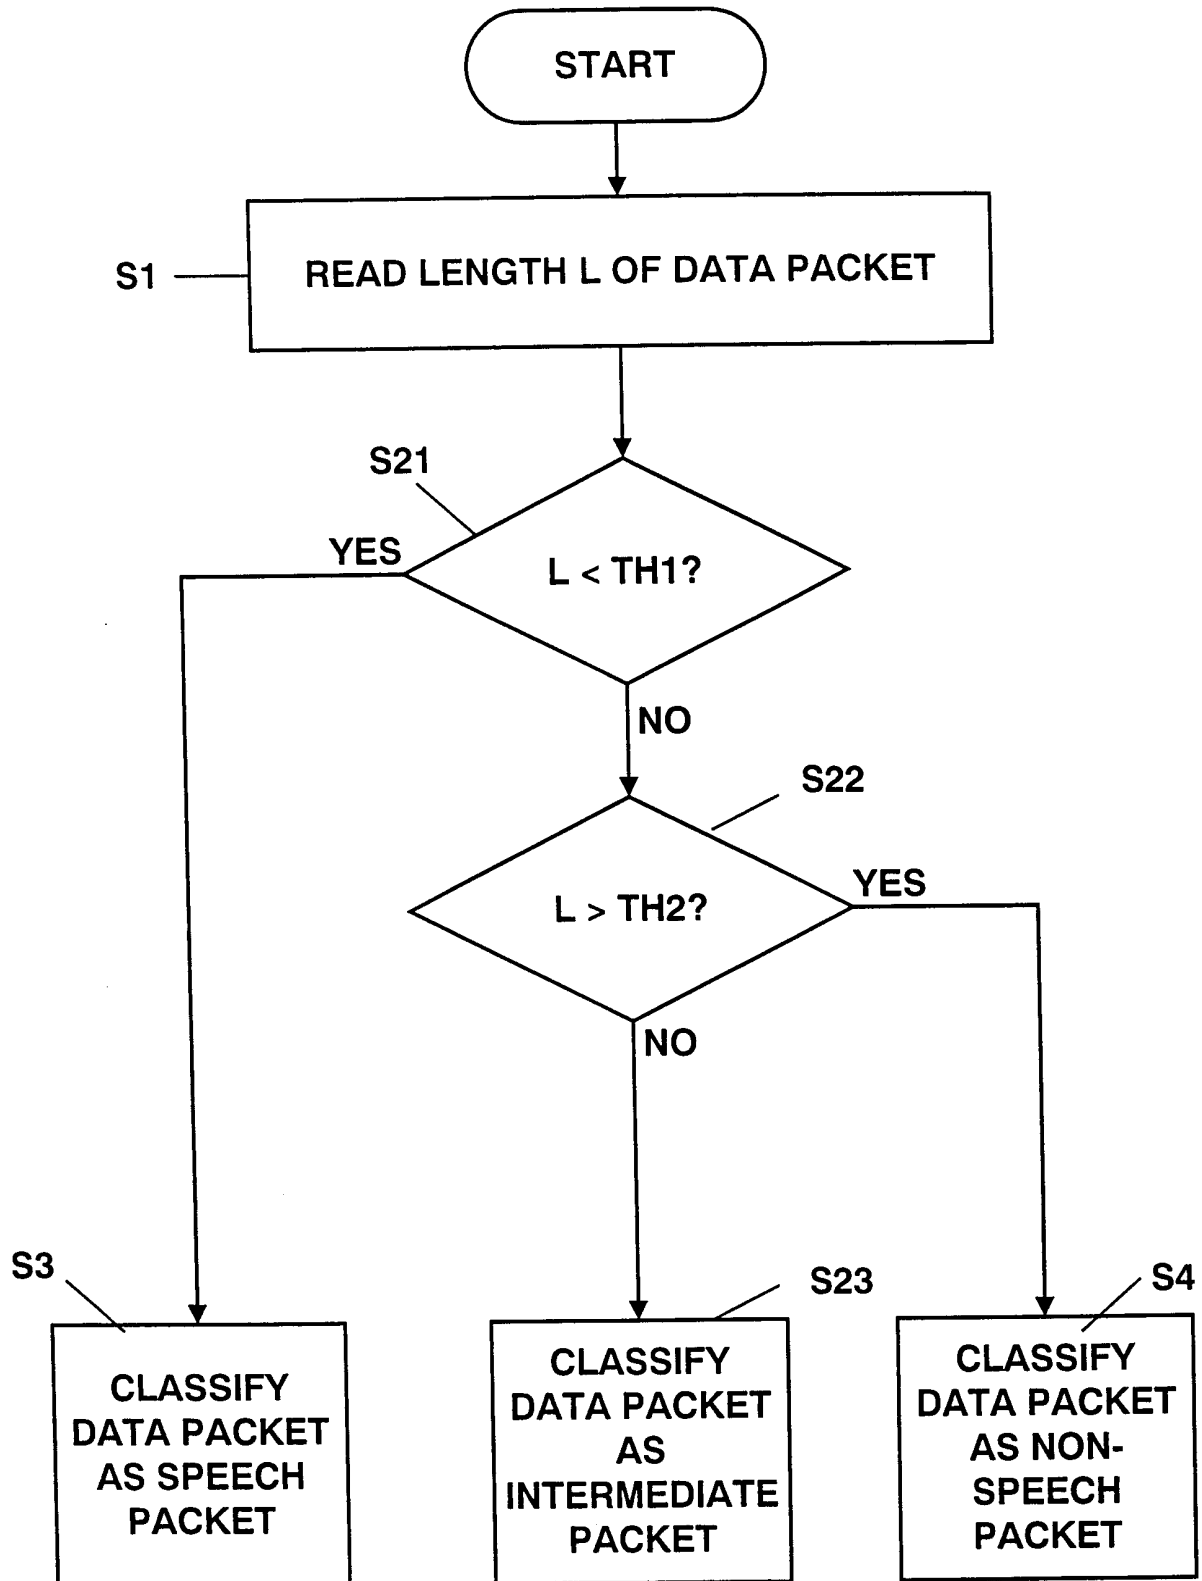 START
S1
READ LENGTH L OF DATA PACKET
S21
YES
L < TH1?
NO
S22
YES
L > TH2?
NO
S3
S23
S4
CLASSIFY
DATA PACKET
AS SPEECH
PACKET
CLASSIFY
DATA PACKET
AS
INTERMEDIATE
PACKET
CLASSIFY
DATA PACKET
AS NON-
SPEECH
PACKET